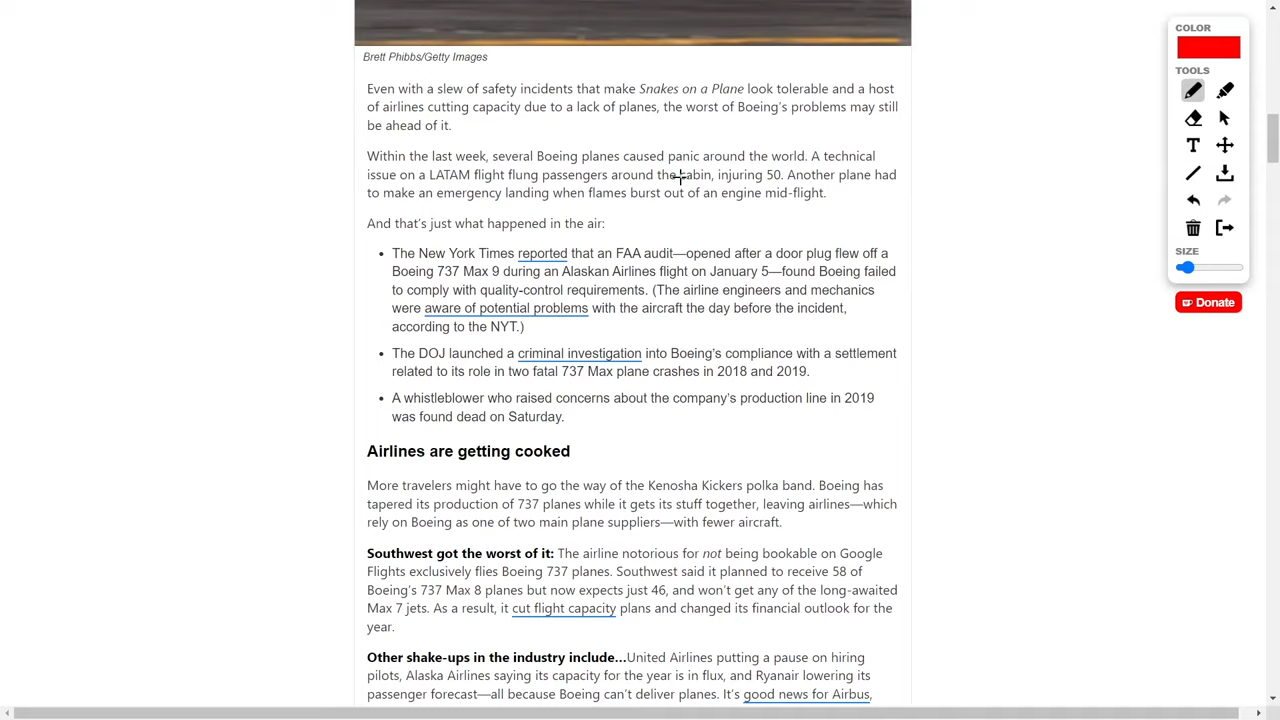 Brett Phibbs/Getty Images
Even with a slew of safety incidents that make Snakes on a Plane look tolerable and a host
of airlines cutting capacity due to a lack of planes, the worst of Boeing's problems may still
be ahead of it.
Within the last week, several Boeing planes caused panic around the world. A technical
issue on a LATAM flight flung passengers around the cabin, injuring 50. Another plane had
to make an emergency landing when flames burst out of an engine mid-flight.
And that's just what happened in the air:
• The New York Times reported that an FAA audit—opened after a door plug flew off a
Boeing 737 Max 9 during an Alaskan Airlines flight on January 5—found Boeing failed
to comply with quality-control requirements. (The airline engineers and mechanics
were aware of potential problems with the aircraft the day before the incident,
according to the NYT.)
• The DOJ launched a criminal investigation into Boeing's compliance with a settlement
related to its role in two fatal 737 Max plane crashes in 2018 and 2019.
• A whistleblower who raised concerns about the company's production line in 2019
was found dead on Saturday.
Airlines are getting cooked
More travelers might have to go the way of the Kenosha Kickers polka band. Boeing has
tapered its production of 737 planes while it gets its stuff together, leaving airlines—which
rely on Boeing as one of two main plane suppliers—with fewer aircraft.
Southwest got the worst of it: The airline notorious for not being bookable on Google
Flights exclusively flies Boeing 737 planes. Southwest said it planned to receive 58 of
Boeing's 737 Max 8 planes but now expects just 46, and won't get any of the long-awaited
Max 7 jets. As a result, it cut flight capacity plans and changed its financial outlook for the
year.
Other shake-ups in the industry include...United Airlines putting a pause on hiring
pilots, Alaska Airlines saying its capacity for the year is in flux, and Ryanair lowering its
passenger forecast—all because Boeing can't deliver planes. It's good news for Airbus,
COLOR
TOOLS
T
SIZE
Donate